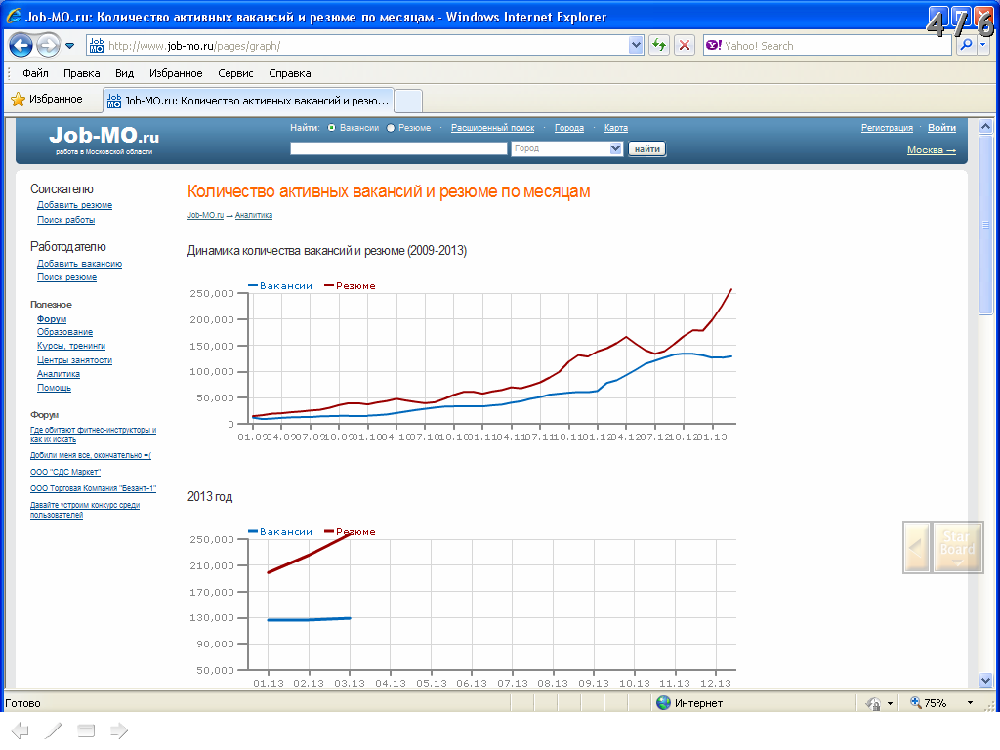 Job-MO.ru: Количество активных вакансий и резюме по месяцам - Windows Internet Explorer
4 / 6
http://www.job-mo.ru/pages/graph/
Yahoo! Search
Файл Правка Вид Избранное Сервис Справка
Избранное
Job-MO.ru: Количество активных вакансий и резю...
Job-MO.ru
работа в Московской области
Найти: Вакансии Резюме · Расширенный поиск · Города · Карта
Город
найти
Регистрация · Войти
Москва →
Соискателю
Добавить резюме
Поиск работы
Работодателю
Добавить вакансию
Поиск резюме
Полезное
Форум
Образование
Курсы, тренинги
Центры занятости
Аналитика
Помощь
Форум
Где обитают фитнес-инструкторы и
как их искать
Добили меня все, окончательно =(
ООО "СДС Маркет"
ООО Торговая Компания "Безант-1"
Давайте устроим конкурс среди
пользователей
Количество активных вакансий и резюме по месяцам
Job-MO.ru → Аналитика
Динамика количества вакансий и резюме (2009-2013)
Вакансии Резюме
250,000
200,000
150,000
100,000
50,000
0
01.09 04.09 07.09 10.09 01.10 04.10 07.10 10.10 01.11 04.11 07.11 10.11 01.12 04.12 07.12 10.12 01.13
2013 год
Вакансии Резюме
250,000
210,000
170,000
130,000
90,000
50,000
01.13 02.13 03.13 04.13 05.13 06.13 07.13 08.13 09.13 10.13 11.13 12.13
Star
Board
Готово
Интернет
75%